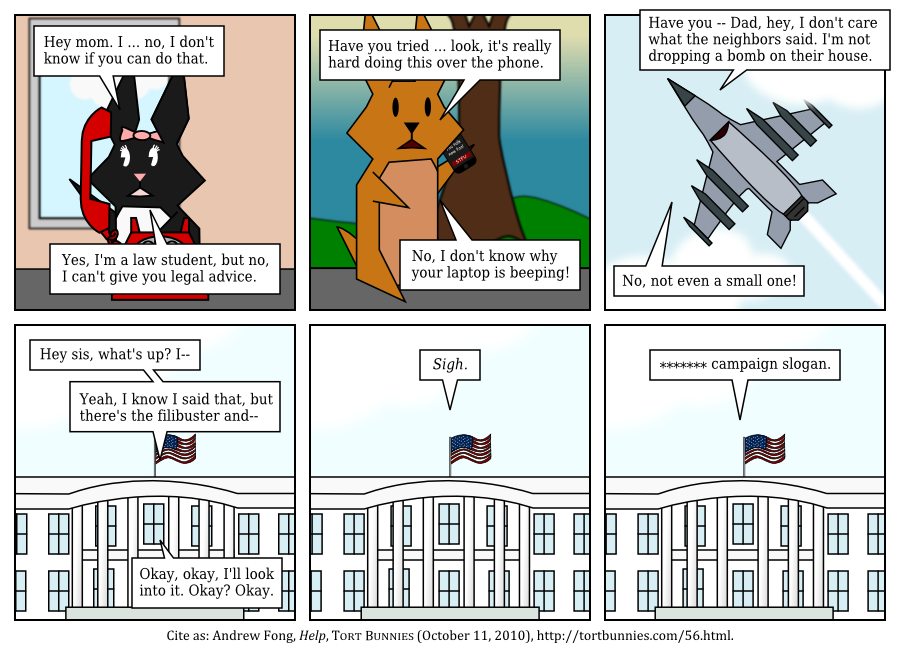 Hey mom. I ... no, I don't
know if you can do that.
Yes, I'm a law student, but no,
I can't give you legal advice.
Have you tried ... look, it's really
hard doing this over the phone.
No, I don't know why
your laptop is beeping!
Have you -- Dad, hey, I don't care
what the neighbors said. I'm not
dropping a bomb on their house.
No, not even a small one!
Hey sis, what's up? I--
Yeah, I know I said that, but
there's the filibuster and--
Okay, okay, I'll look
into it. Okay? Okay.
Sigh.
******* campaign slogan.
Cite as: Andrew Fong, Help, TORT BUNNIES (October 11, 2010), http://tortbunnies.com/56.html.